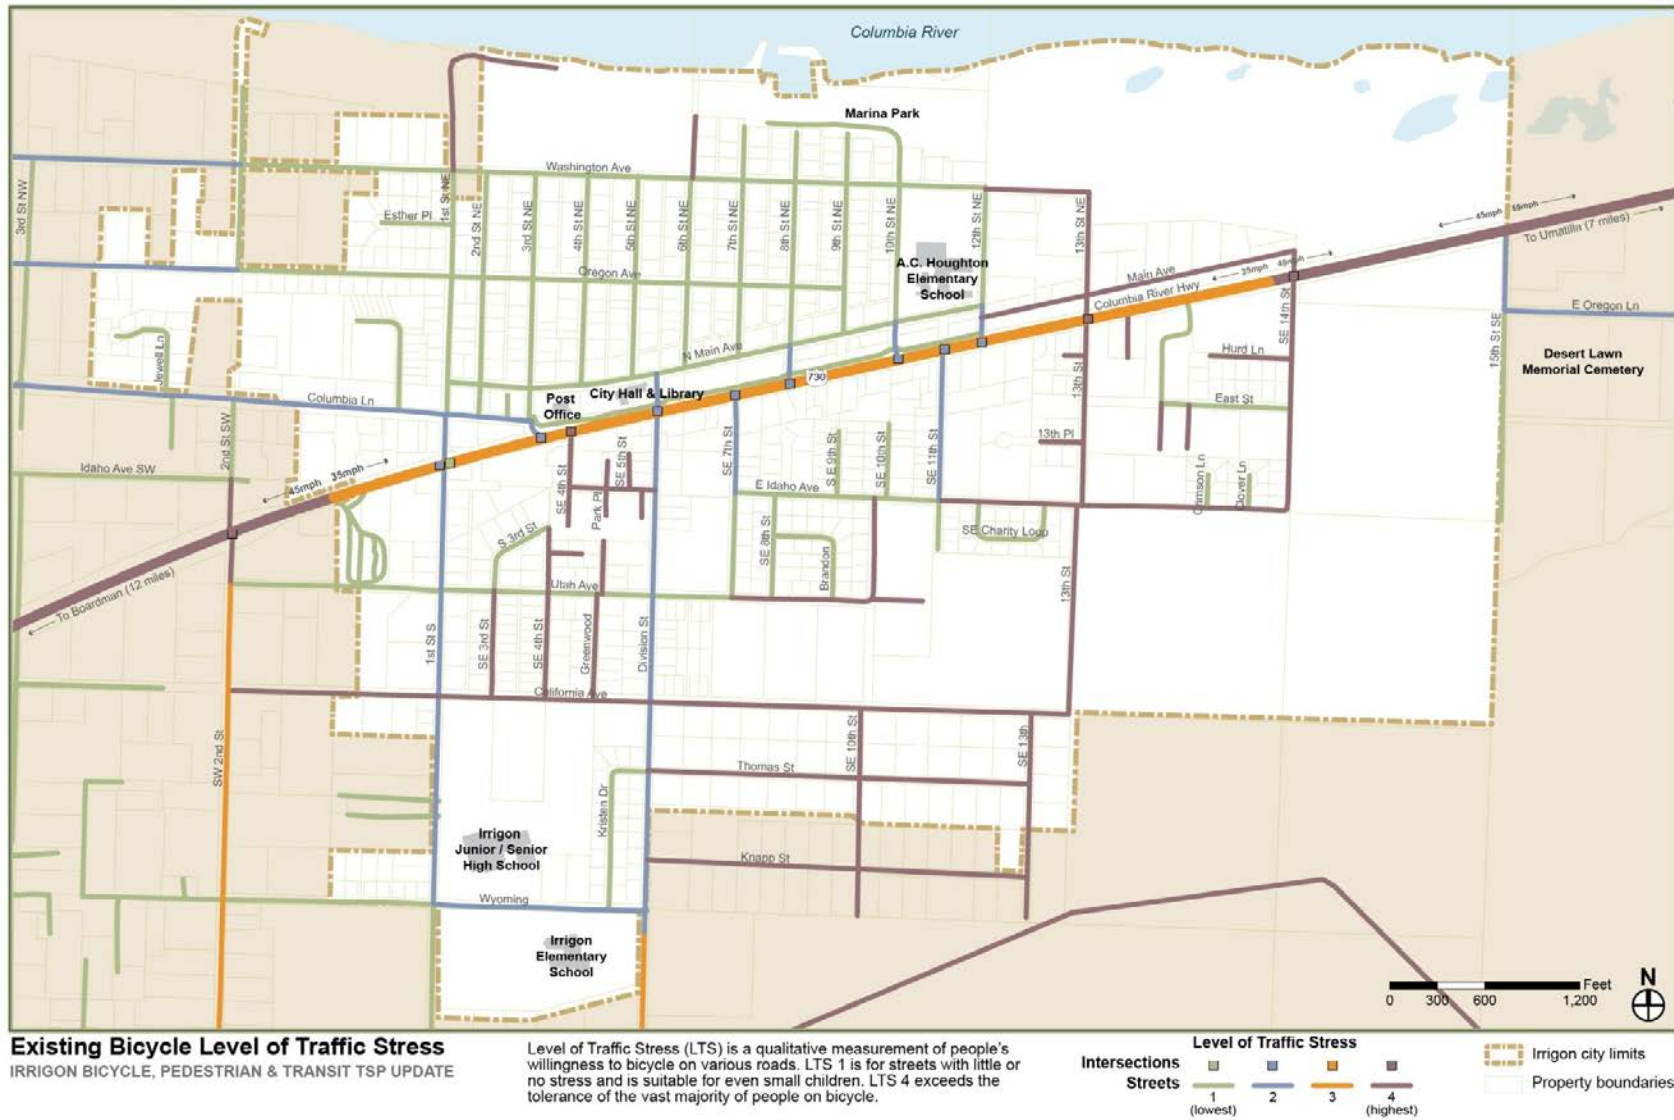 Columbia River
Marina Park
Washington Ave
3rd St NW
Esther Pl
1st St NE
2nd St NE
3rd St NE
4th St NE
5th St NE
6th St NE
7th St NE
8th St NE
9th St NE
10th St NE
12th St NE
13th St NE
45mph 55mph
To Umatilla (7 miles)
A.C. Houghton
Elementary
School
Oregon Ave
Main Ave
35mph 45mph
Columbia River Hwy
E Oregon Ln
SE 14th St
15th St SE
Jewell Ln
N Main Ave
Hurd Ln
Desert Lawn
Memorial Cemetery
730
City Hall & Library
Columbia Ln
Post
Office
13th St
East St
2nd St SW
13th Pl
Idaho Ave SW
45mph 35mph
SE 4th St
SE 5th St
Park Pl
SE 7th St
E Idaho Ave
SE 9th St
SE 10th St
SE 11th St
Crimson Ln
Clover Ln
S 3rd St
SE 8th St
Brandon
SE Charity Loop
To Boardman (12 miles)
Utah Ave
13th St
1st St S
SE 3rd St
SE 4th St
Greenwood
Division St
California Ave
SW 2nd St
SE 10th St
SE 13th
Thomas St
Kristen Dr
Irrigon
Junior / Senior
High School
Knapp St
Wyoming
Irrigon
Elementary
School
N
Feet
0 300 600 1,200
Existing Bicycle Level of Traffic Stress
IRRIGON BICYCLE, PEDESTRIAN & TRANSIT TSP UPDATE
Level of Traffic Stress (LTS) is a qualitative measurement of people's
willingness to bicycle on various roads. LTS 1 is for streets with little or
no stress and is suitable for even small children. LTS 4 exceeds the
tolerance of the vast majority of people on bicycle.
Level of Traffic Stress
Intersections
Streets
1 2 3 4
(lowest) (highest)
Irrigon city limits
Property boundaries